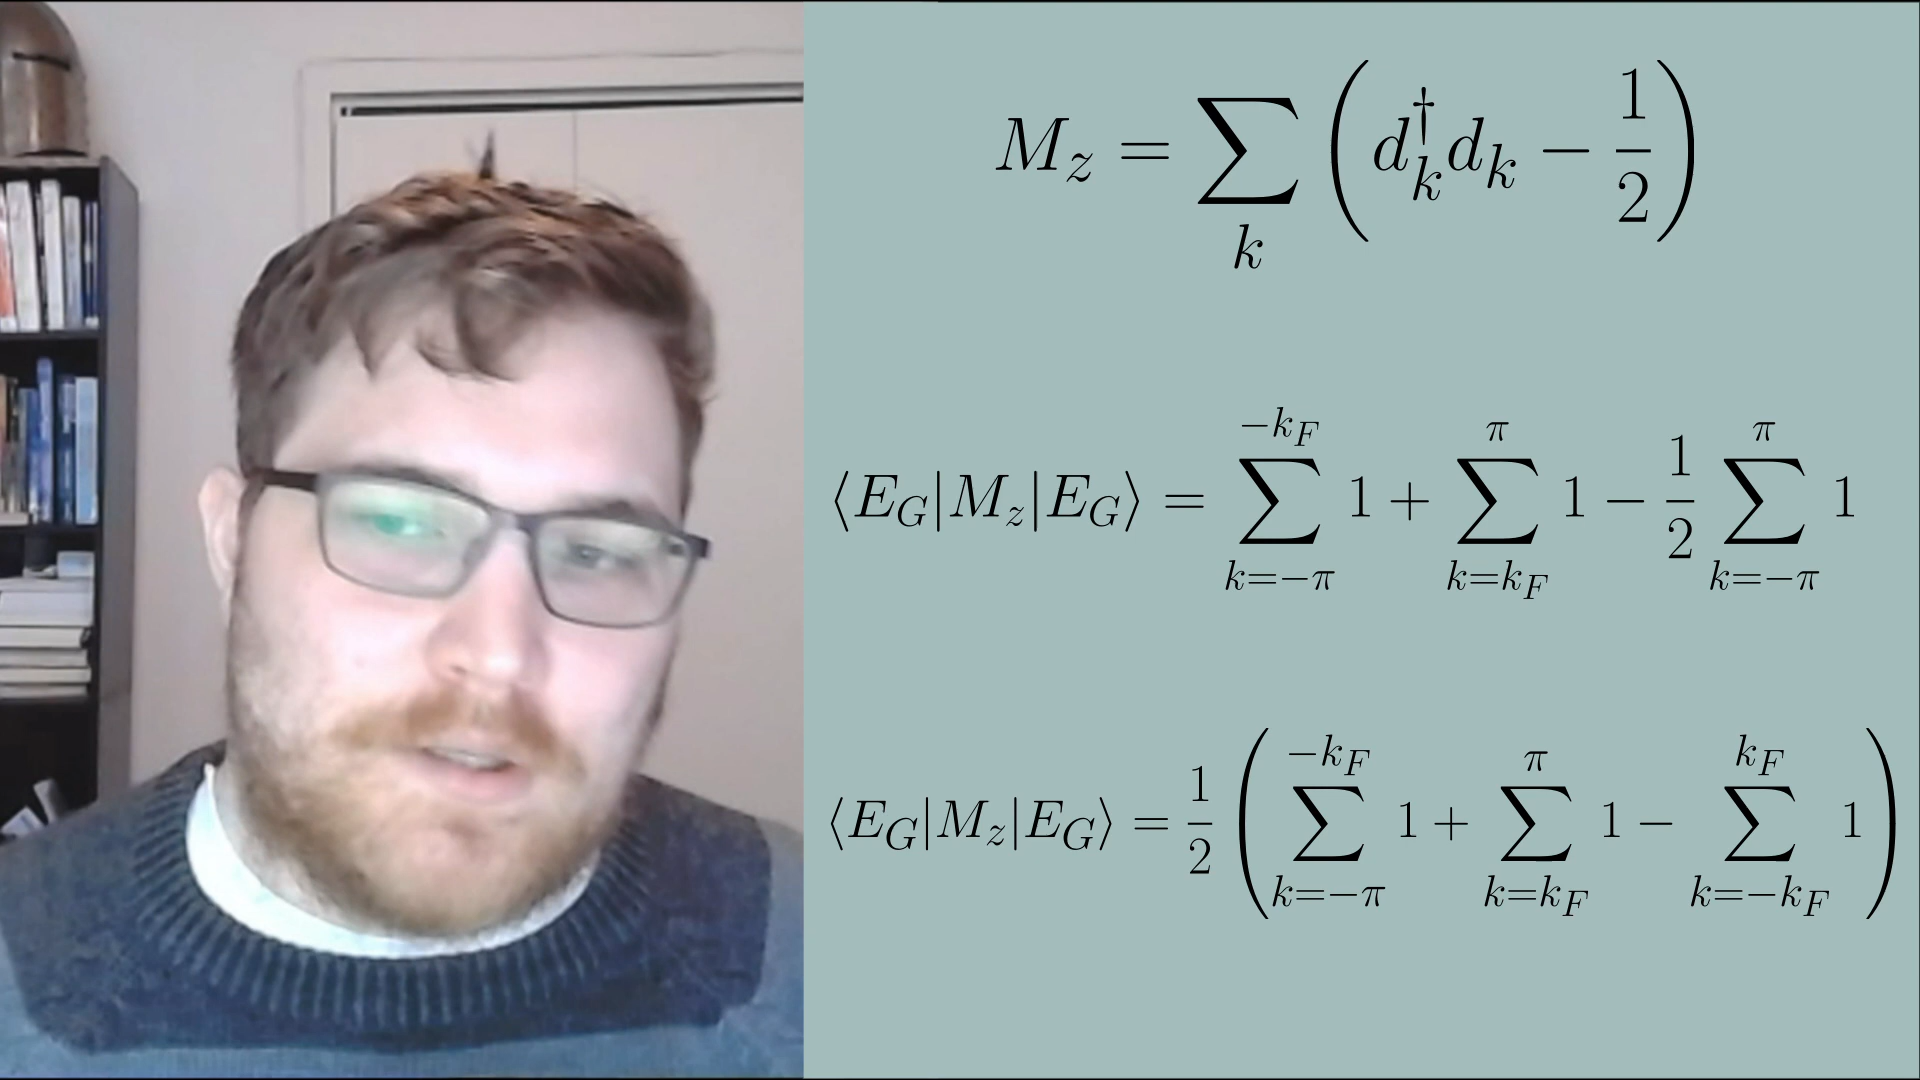 $M_z = \sum_k \left( d_k^\dagger d_k - \frac{1}{2} \right)$
$\langle E_G | M_z | E_G \rangle = \sum_{k=-\pi}^{-k_F} 1 + \sum_{k=k_F}^{\pi} 1 - \frac{1}{2} \sum_{k=-\pi}^{\pi} 1$
$\langle E_G | M_z | E_G \rangle = \frac{1}{2} \left( \sum_{k=-\pi}^{-k_F} 1 + \sum_{k=k_F}^{\pi} 1 - \sum_{k=-k_F}^{k_F} 1 \right)$